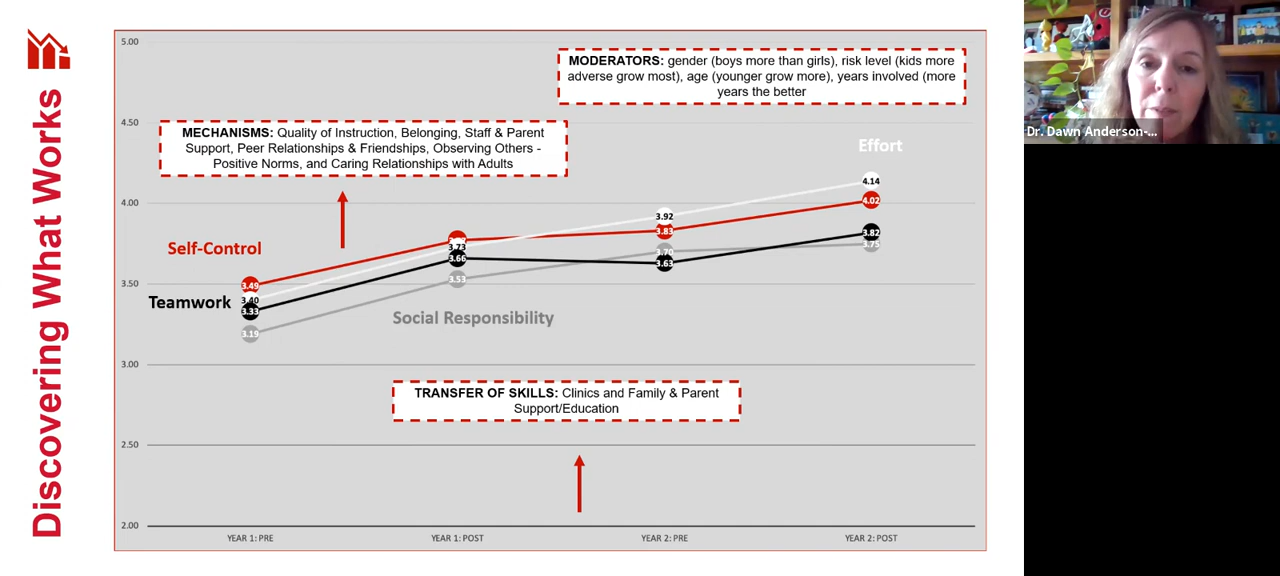 Discovering What Works
5.00
4.50
4.00
3.50
3.00
2.50
2.00
MODERATORS: gender (boys more than girls), risk level (kids more
adverse grow most), age (younger grow more), years involved (more
years the better
MECHANISMS: Quality of Instruction, Belonging, Staff & Parent
Support, Peer Relationships & Friendships, Observing Others -
Positive Norms, and Caring Relationships with Adults
Effort
Self-Control
Teamwork
Social Responsibility
3.49
3.40
3.33
3.19
3.73
3.66
3.53
3.92
3.83
3.70
3.63
4.14
4.02
3.82
3.75
TRANSFER OF SKILLS: Clinics and Family & Parent
Support/Education
YEAR 1: PRE
YEAR 1: POST
YEAR 2: PRE
YEAR 2: POST
Dr. Dawn Anderson-...